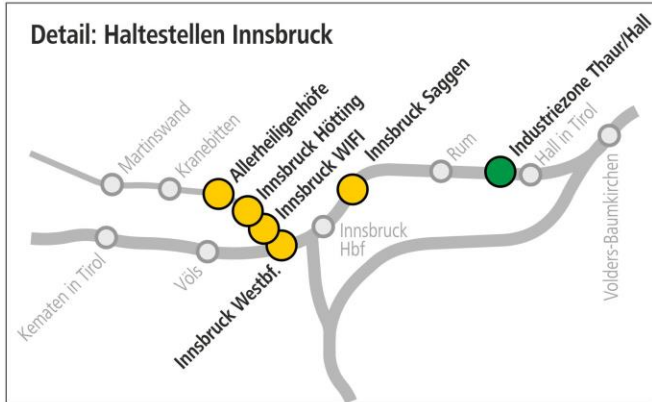 Detail: Haltestellen Innsbruck
Martinswand
Kranebitten
Allerheiligenhöfe
Innsbruck Hötting
Innsbruck WIFI
Innsbruck Saggen
Rum
Industriezone Thaur/Hall
Hall in Tirol
Volders-Baumkirchen
Kematen in Tirol
Völs
Innsbruck Westbf.
Innsbruck
Hbf